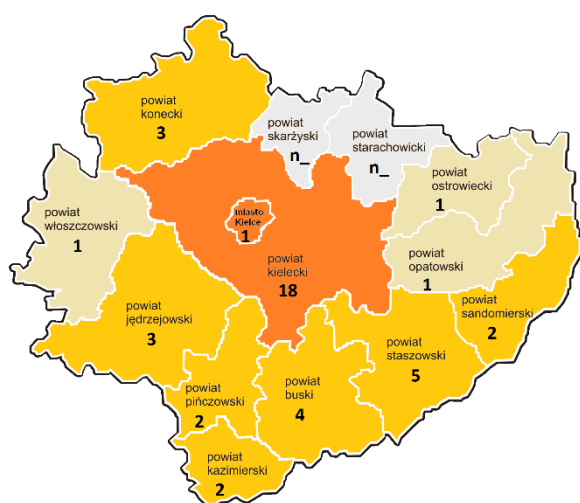 powiat
konecki
3
powiat
skarżyski
n_
powiat
starachowicki
n_
powiat
ostrowiecki
1
powiat
włoszczowski
1
miasto
Kielce
1
powiat
kielecki
18
powiat
opatowski
1
powiat
sandomierski
2
powiat
jędrzejowski
3
powiat
staszowski
5
powiat
pińczowski
2
powiat
buski
4
powiat
kazimierski
2